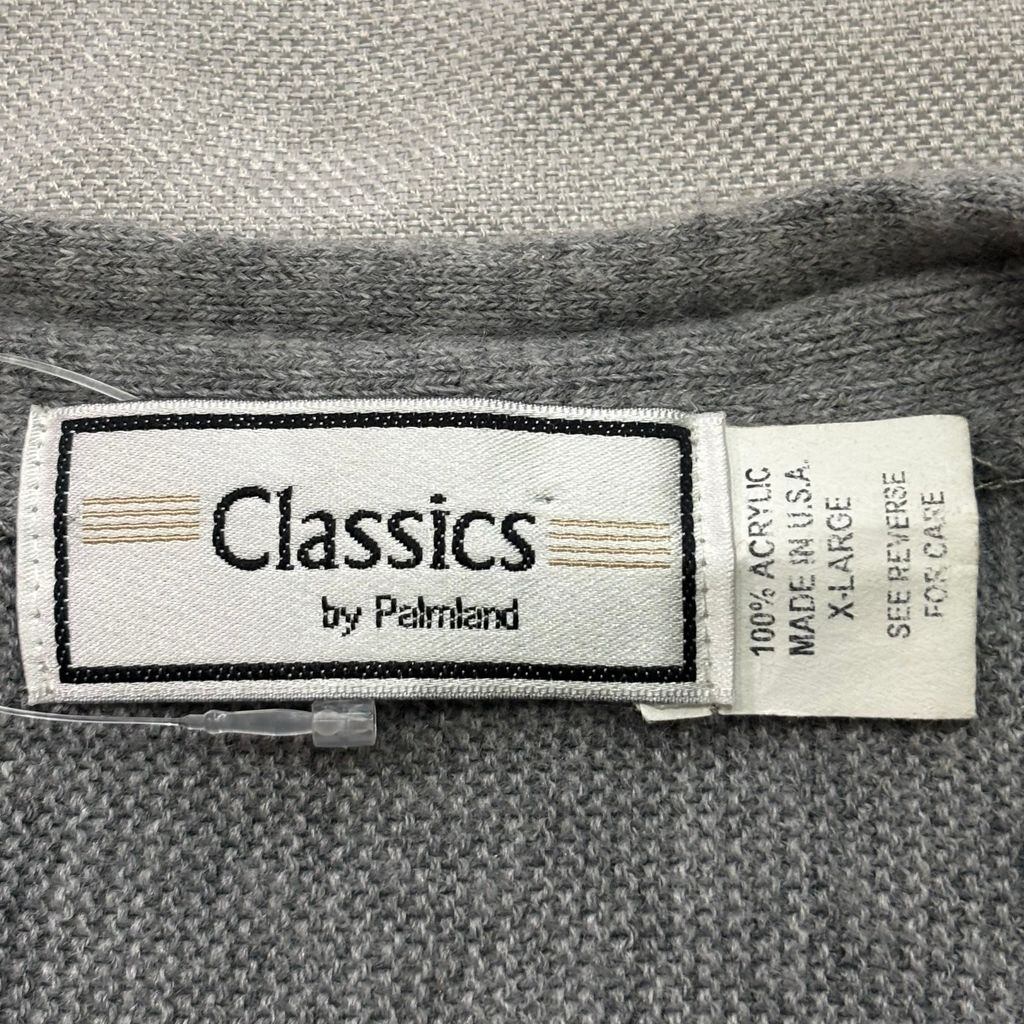 Classics
by Palmland
100% ACRYLIC
MADE IN U.S.A.
X-LARGE
SEE REVERSE
FOR CARE